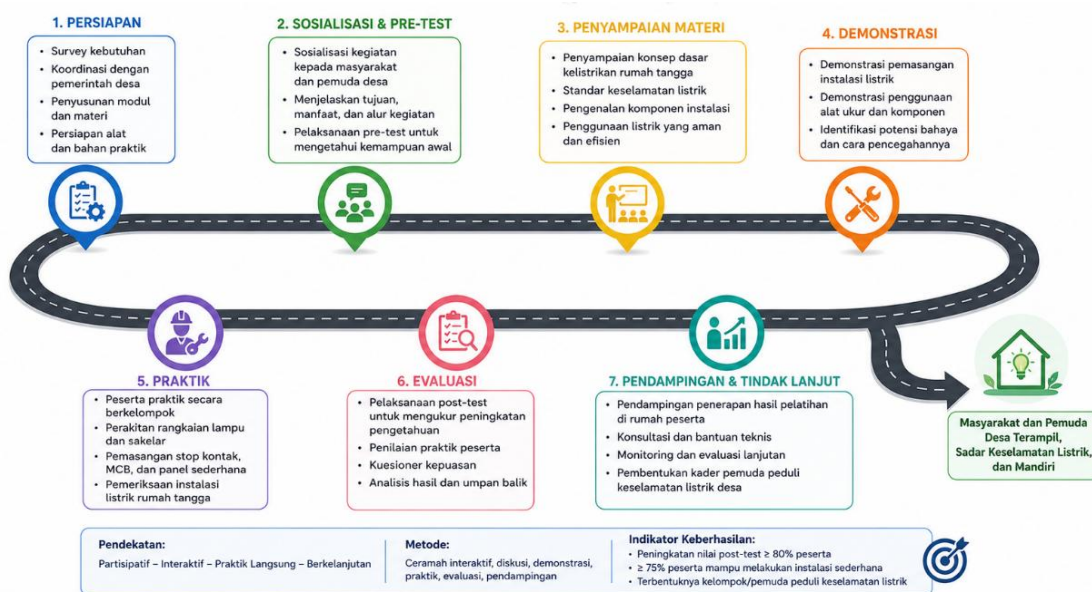 1. PERSIAPAN
• Survey kebutuhan
• Koordinasi dengan
pemerintah desa
• Penyusunan modul
dan materi
• Persiapan alat
dan bahan praktik
2. SOSIALISASI & PRE-TEST
• Sosialisasi kegiatan
kepada masyarakat
dan pemuda desa
• Menjelaskan tujuan,
manfaat, dan alur kegiatan
• Pelaksanaan pre-test untuk
mengetahui kemampuan awal
3. PENYAMPAIAN MATERI
• Penyampaian konsep dasar
kelistrikan rumah tangga
• Standar keselamatan listrik
• Pengenalan komponen instalasi
• Penggunaan listrik yang aman
dan efisien
4. DEMONSTRASI
• Demonstrasi pemasangan
instalasi listrik
• Demonstrasi penggunaan
alat ukur dan komponen
• Identifikasi potensi bahaya
dan cara pencegahannya
5. PRAKTIK
• Peserta praktik secara
berkelompok
• Perakitan rangkaian lampu
dan sakelar
• Pemasangan stop kontak,
MCB, dan panel sederhana
• Pemeriksaan instalasi
listrik rumah tangga
6. EVALUASI
• Pelaksanaan post-test
untuk mengukur peningkatan
pengetahuan
• Penilaian praktik peserta
• Kuesioner kepuasan
• Analisis hasil dan umpan balik
7. PENDAMPINGAN & TINDAK LANJUT
• Pendampingan penerapan hasil pelatihan
di rumah peserta
• Konsultasi dan bantuan teknis
• Monitoring dan evaluasi lanjutan
• Pembentukan kader pemuda peduli
keselamatan listrik desa
Masyarakat dan Pemuda
Desa Terampil,
Sadar Keselamatan Listrik,
dan Mandiri
Pendekatan:
Partisipatif – Interaktif – Praktik Langsung – Berkelanjutan
Metode:
Ceramah interaktif, diskusi, demonstrasi,
praktik, evaluasi, pendampingan
Indikator Keberhasilan:
• Peningkatan nilai post-test ≥ 80% peserta
• ≥ 75% peserta mampu melakukan instalasi sederhana
• Terbentuknya kelompok/pemuda peduli keselamatan listrik